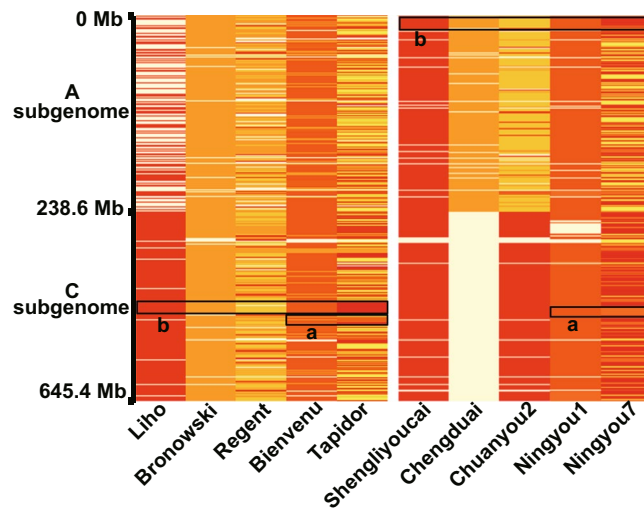 0 Mb
b
A
subgenome
238.6 Mb
C
subgenome
b
a
a
645.4 Mb
Liho
Bronowski
Regent
Bienvenu
Tapidor
Shengliyoucai
Chengduai
Chuanyou2
Ningyou1
Ningyou7